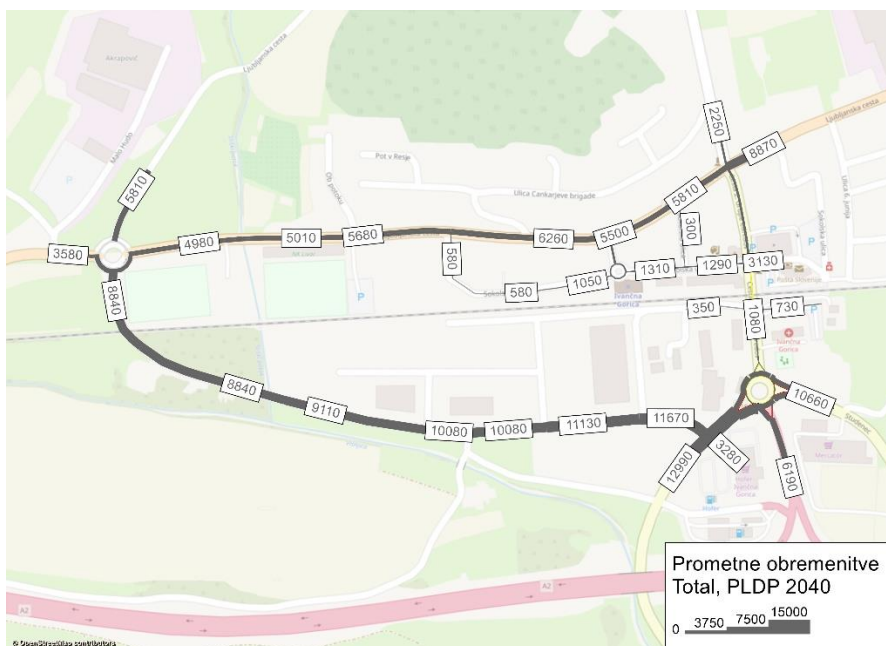 Akrapovič
Malo Hudo
Ljubljanska cesta
Pot v Resje
Ulica Cankarjeve brigade
Ob potoku
2250
8870
Ljubljanska cesta
Ulica 6. junija
Sokolska ulica
5810
5810
3580
4980
5010
5680
6260
5500
300
580
580
1050
1310
1290
3130
Pošta Slovenije
Ivančna
Gorica
350
1080
730
Ivančna
Gorica
8840
8840
9110
10080
10080
11130
11670
3280
12990
10660
6190
Studenec
Mercator
Hofer
A2
A2
Prometne obremenitve
Total, PLDP 2040
0 3750 7500 15000
© OpenStreetMap contributors